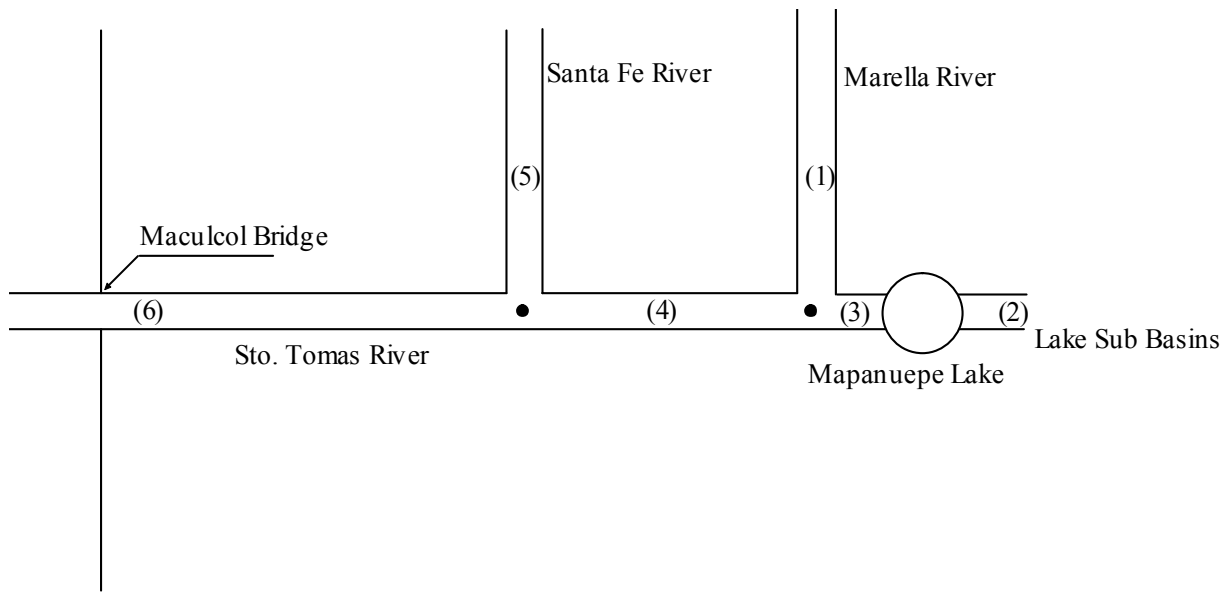 Santa Fe River
Marella River
(5)
(1)
Maculcol Bridge
(6)
(4)
(3)
(2)
Sto. Tomas River
Lake Sub Basins
Mapanuepe Lake